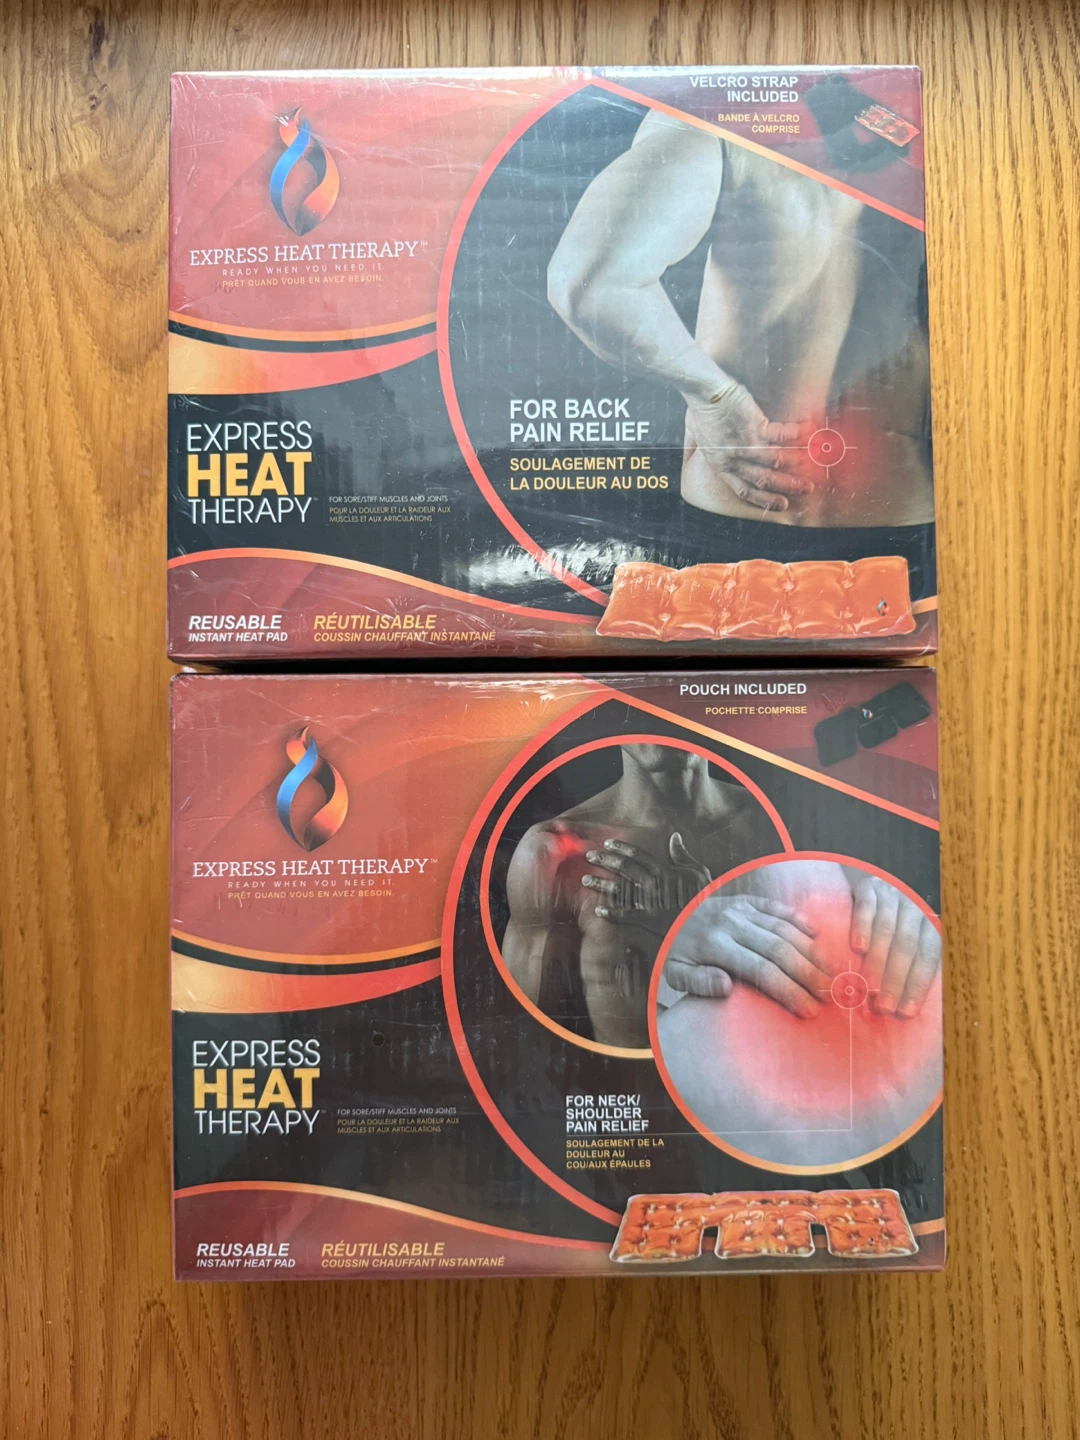 VELCRO STRAP
INCLUDED
BANDE À VELCRO
COMPRISE
EXPRESS HEAT THERAPY™
READY WHEN YOU NEED IT.
PRÊT QUAND VOUS EN AVEZ BESOIN.
FOR BACK
PAIN RELIEF
SOULAGEMENT DE
LA DOULEUR AU DOS
EXPRESS
HEAT
THERAPY™
FOR SORE/STIFF MUSCLES AND JOINTS
POUR LA DOULEUR ET LA RAIDEUR AUX
MUSCLES ET AUX ARTICULATIONS
REUSABLE
INSTANT HEAT PAD
RÉUTILISABLE
COUSSIN CHAUFFANT INSTANTANÉ
POUCH INCLUDED
POCHETTE COMPRISE
EXPRESS HEAT THERAPY™
READY WHEN YOU NEED IT.
PRÊT QUAND VOUS EN AVEZ BESOIN.
EXPRESS
HEAT
THERAPY™
FOR SORE/STIFF MUSCLES AND JOINTS
POUR LA DOULEUR ET LA RAIDEUR AUX
MUSCLES ET AUX ARTICULATIONS
FOR NECK/
SHOULDER
PAIN RELIEF
SOULAGEMENT DE LA
DOULEUR AU
COU/AUX ÉPAULES
REUSABLE
INSTANT HEAT PAD
RÉUTILISABLE
COUSSIN CHAUFFANT INSTANTANÉ